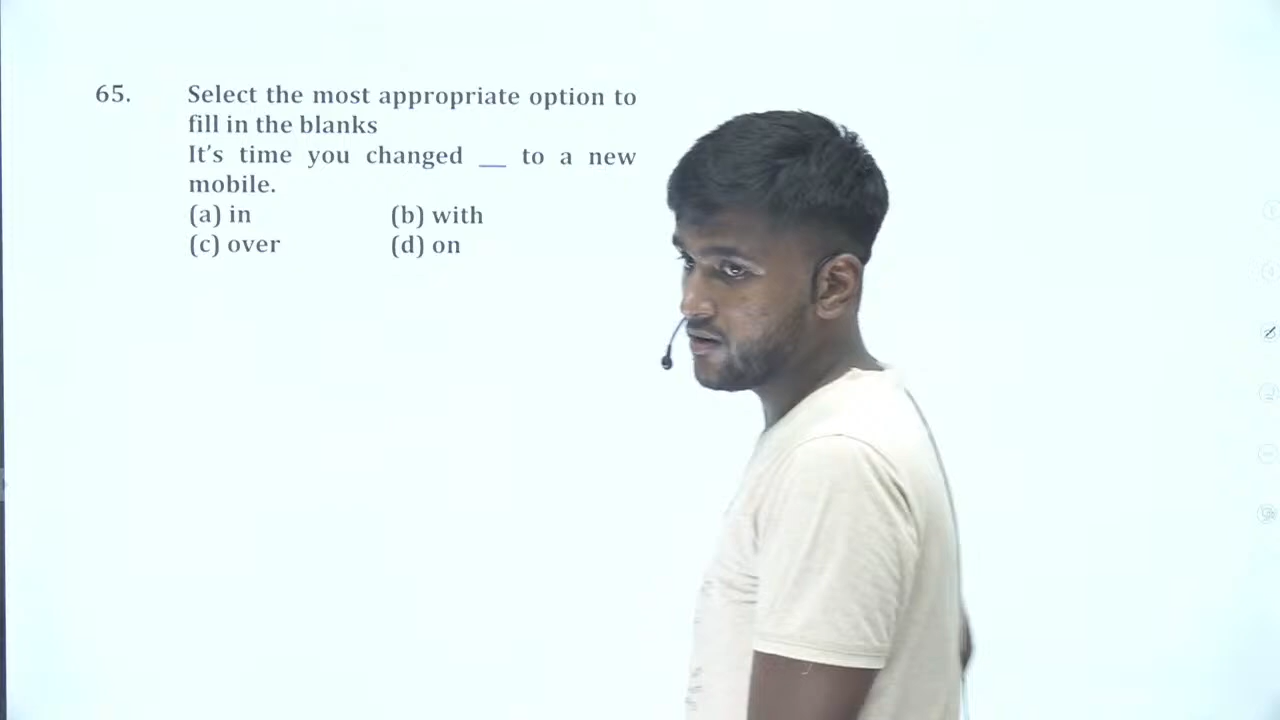 65. Select the most appropriate option to
fill in the blanks
It's time you changed __ to a new
mobile.
(a) in (b) with
(c) over (d) on